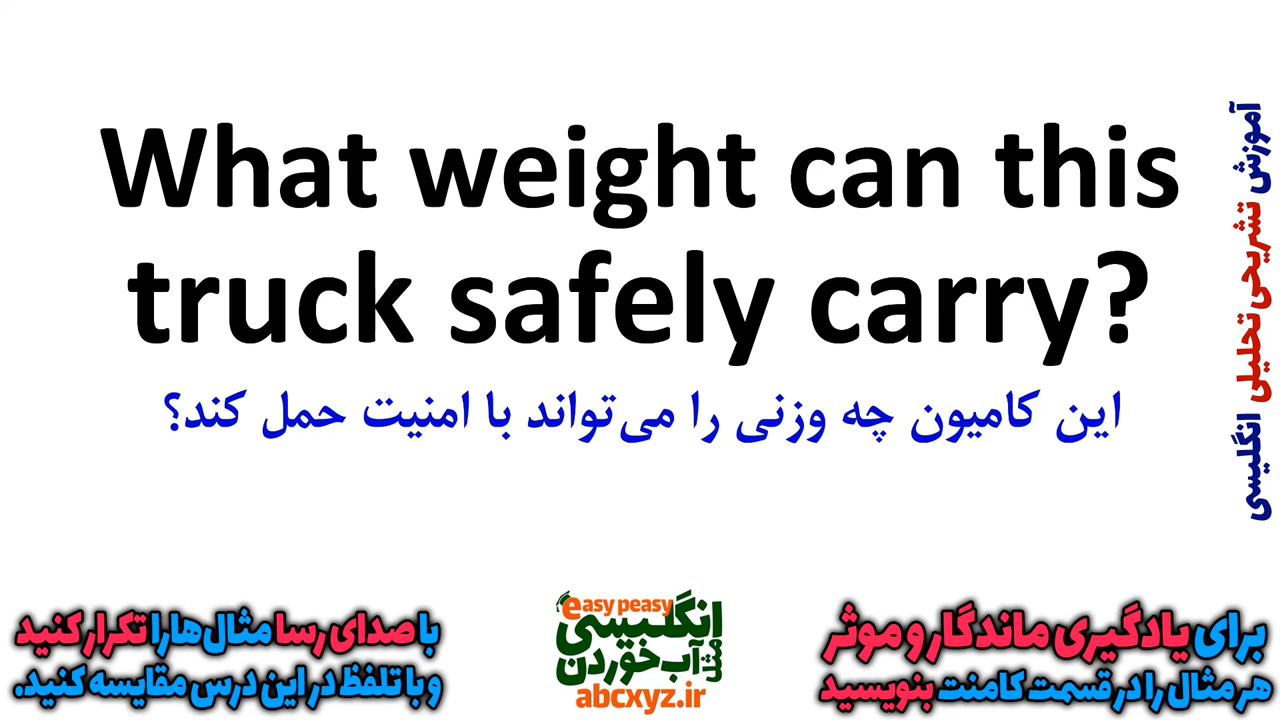 What weight can this
truck safely carry?
این کامیون چه وزنی را می‌تواند با امنیت حمل کند؟
آموزش تشریحی تحلیلی انگلیسی
برای یادگیری ماندگار و موثر
هر مثال را در قسمت کامنت بنویسید
easy peasy
انگلیسی
مثل آب خوردن
abcxyz.ir
با صدای رسا مثال‌ها را تکرار کنید
و با تلفظ در این درس مقایسه کنید.